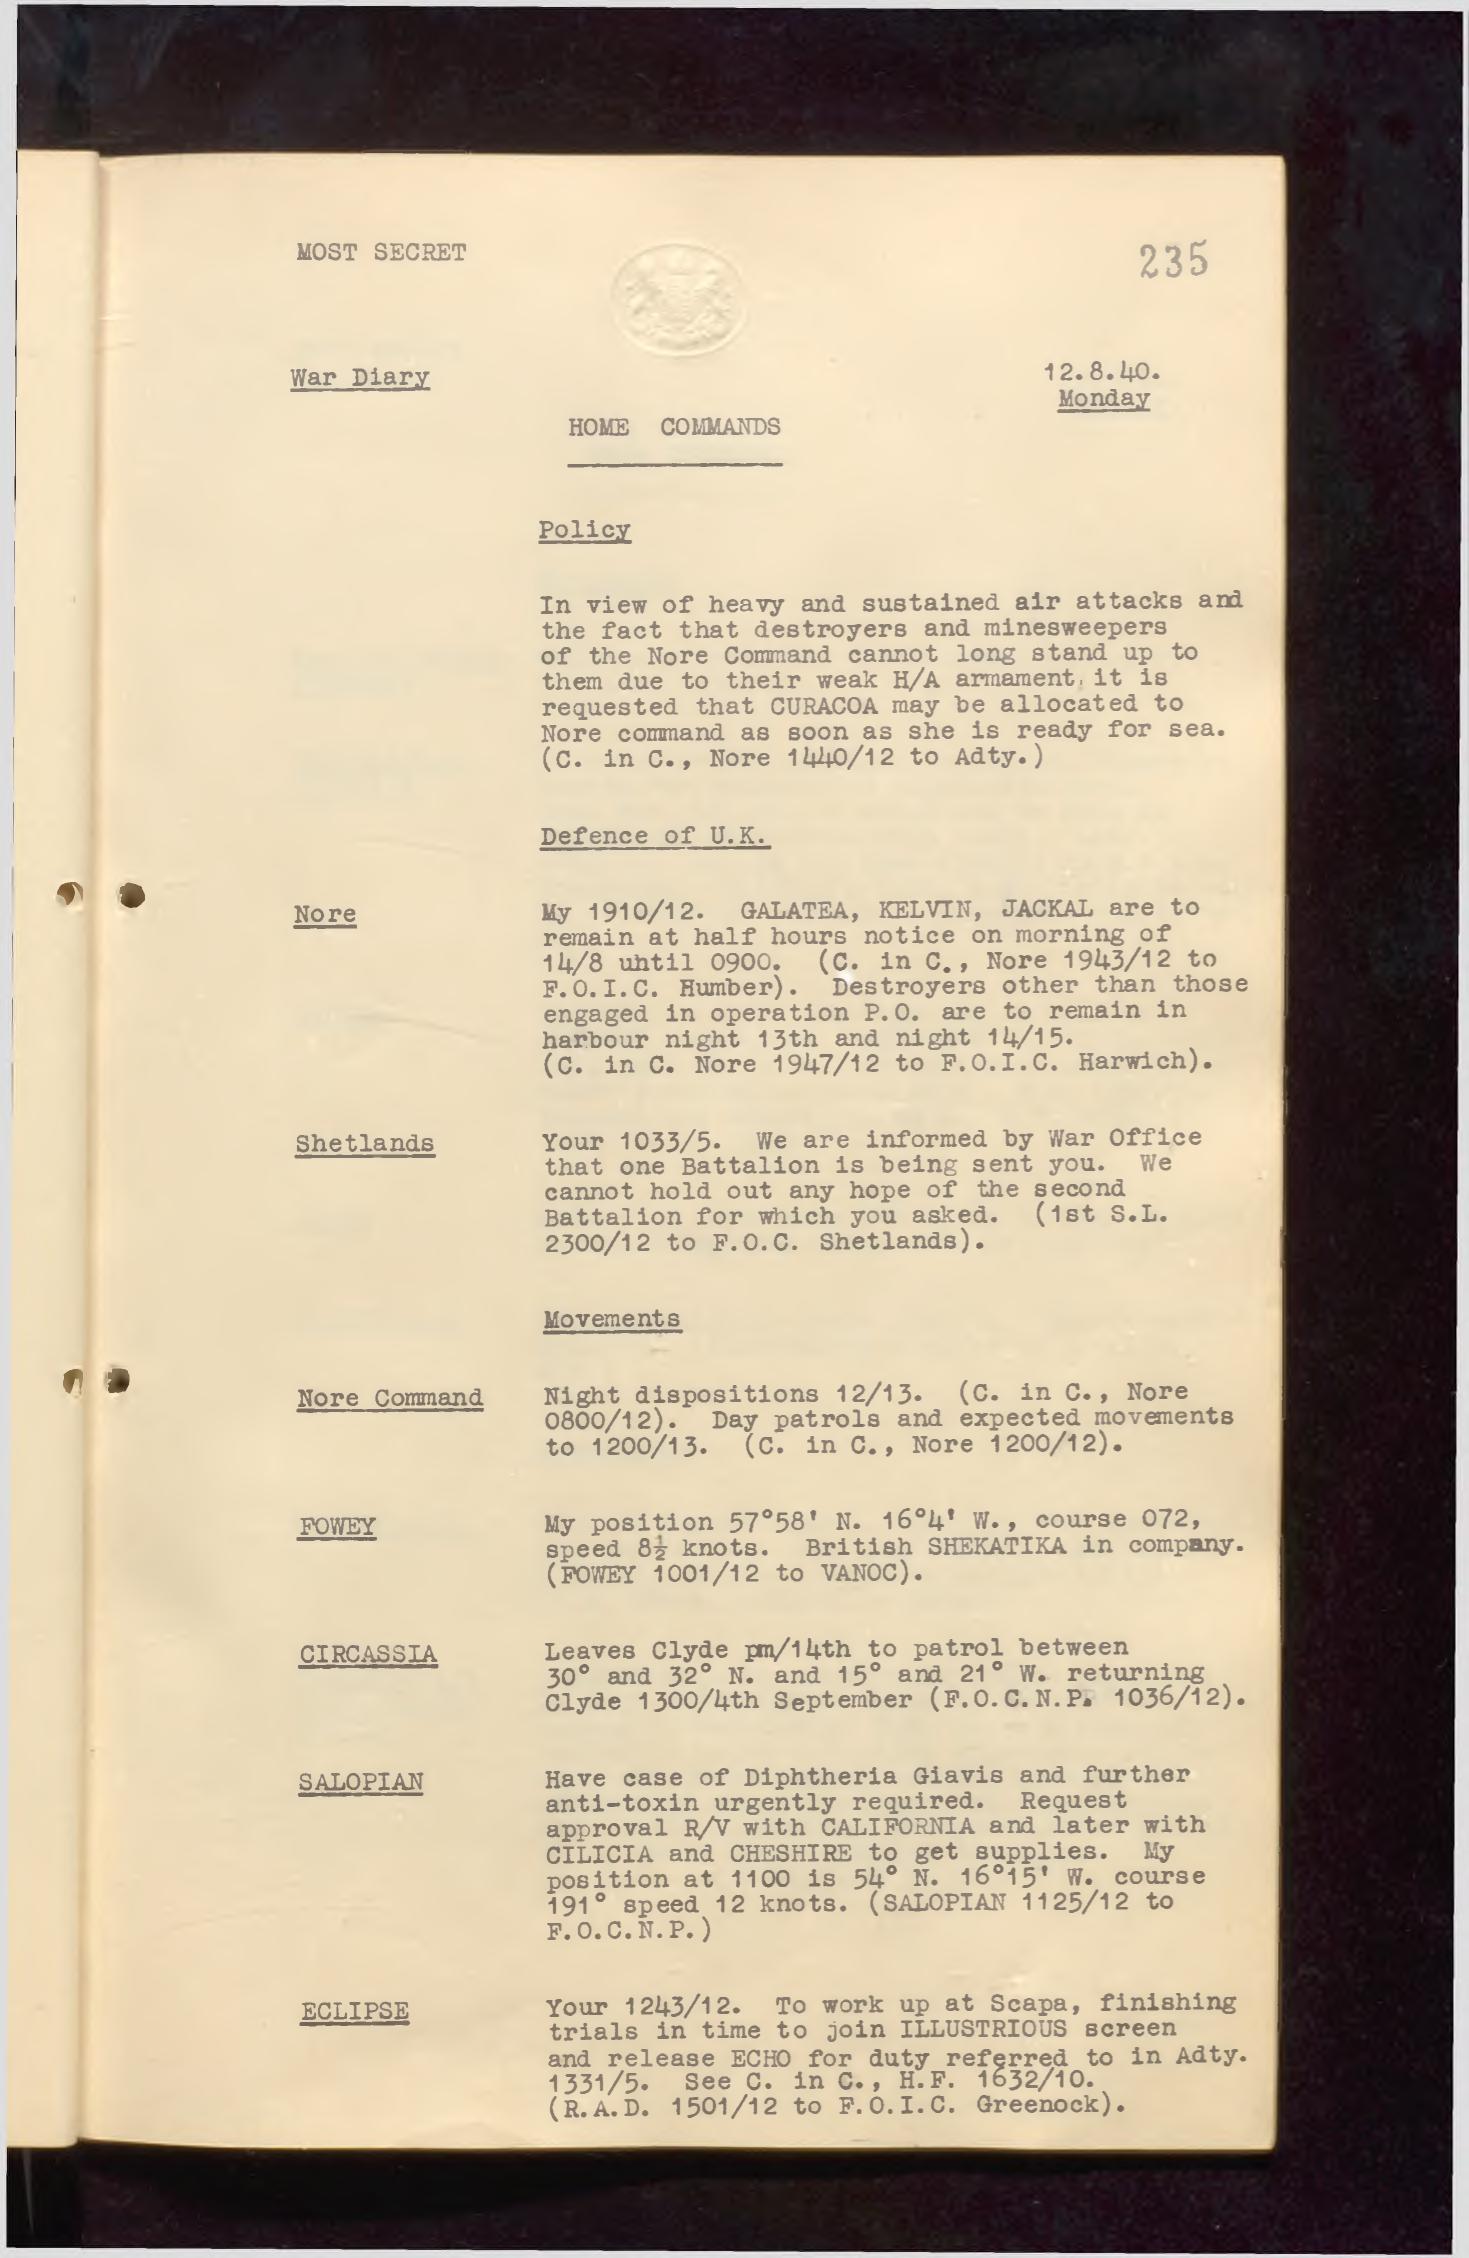 MOST SECRET
235
War Diary
12.8.40.
Monday
HOME COMMANDS
Policy
In view of heavy and sustained air attacks and
the fact that destroyers and minesweepers
of the Nore Command cannot long stand up to
them due to their weak H/A armament, it is
requested that CURACOA may be allocated to
Nore command as soon as she is ready for sea.
(C. in C., Nore 1440/12 to Adty.)
Defence of U.K.
Nore
My 1910/12. GALATEA, KELVIN, JACKAL are to
remain at half hours notice on morning of
14/8 uhtil 0900. (C. in C., Nore 1943/12 to
F.O.I.C. Humber). Destroyers other than those
engaged in operation P.O. are to remain in
harbour night 13th and night 14/15.
(C. in C. Nore 1947/12 to F.O.I.C. Harwich).
Shetlands
Your 1033/5. We are informed by War Office
that one Battalion is being sent you. We
cannot hold out any hope of the second
Battalion for which you asked. (1st S.L.
2300/12 to F.O.C. Shetlands).
Movements
Nore Command
Night dispositions 12/13. (C. in C., Nore
0800/12). Day patrols and expected movements
to 1200/13. (C. in C., Nore 1200/12).
FOWEY
My position 57°58' N. 16°4' W., course 072,
speed 8½ knots. British SHEKATIKA in company.
(FOWEY 1001/12 to VANOC).
CIRCASSIA
Leaves Clyde pm/14th to patrol between
30° and 32° N. and 15° and 21° W. returning
Clyde 1300/4th September (F.O.C.N.P. 1036/12).
SALOPIAN
Have case of Diphtheria Giavis and further
anti-toxin urgently required. Request
approval R/V with CALIFORNIA and later with
CILICIA and CHESHIRE to get supplies. My
position at 1100 is 54° N. 16°15' W. course
191° speed 12 knots. (SALOPIAN 1125/12 to
F.O.C.N.P.)
ECLIPSE
Your 1243/12. To work up at Scapa, finishing
trials in time to join ILLUSTRIOUS screen
and release ECHO for duty referred to in Adty.
1331/5. See C. in C., H.F. 1632/10.
(R.A.D. 1501/12 to F.O.I.C. Greenock).